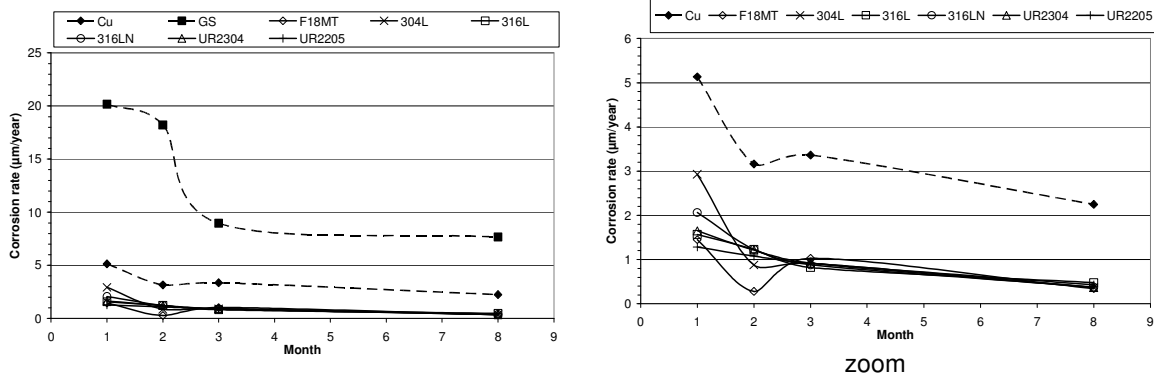 Cu GS F18MT 304L 316L
316LN UR2304 UR2205
25
20
15
10
5
0
Corrosion rate (µm/year)
0 1 2 3 4 5 6 7 8 9
Month
Cu F18MT 304L 316L 316LN UR2304 UR2205
6
5
4
3
2
1
0
Corrosion rate (µm/year)
0 1 2 3 4 5 6 7 8 9
Month
zoom